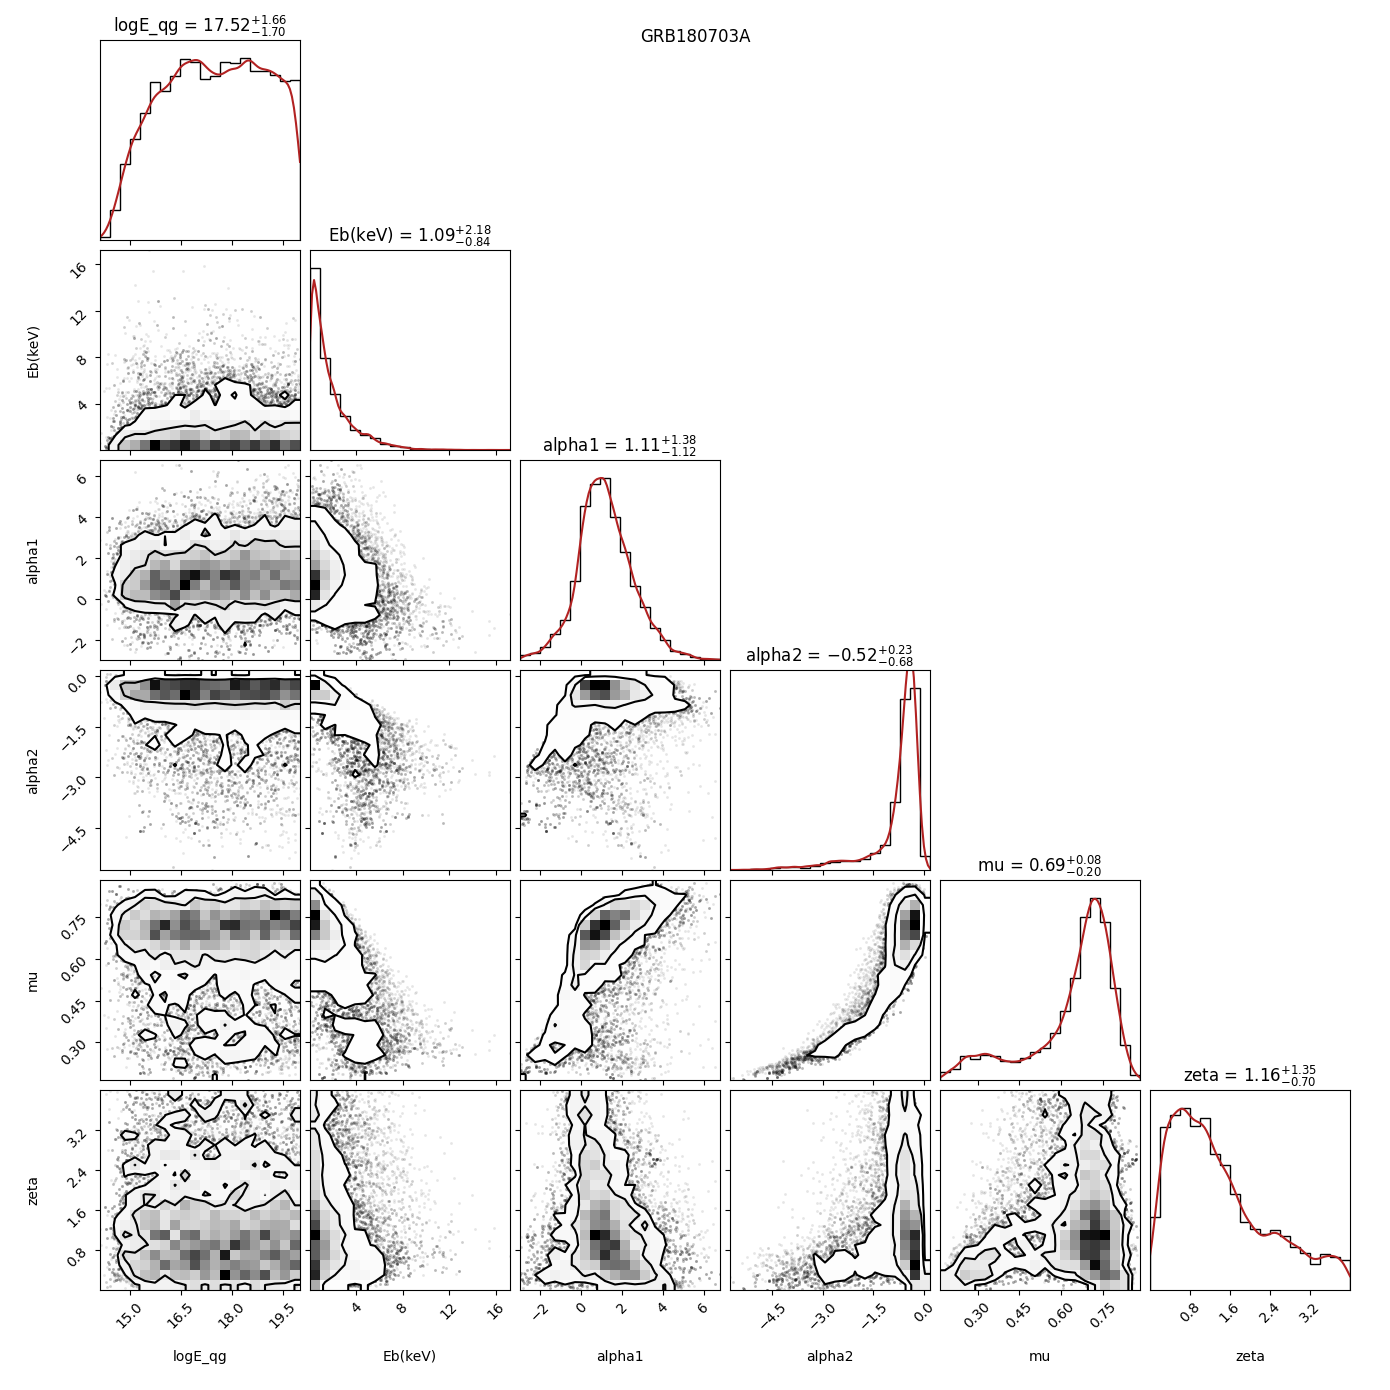 GRB180703A
logE_qg = 17.52+1.66−1.70
Eb(keV) = 1.09+2.18−0.84
16
12
8
4
Eb(keV)
alpha1 = 1.11+1.38−1.12
6
4
2
0
−2
alpha1
alpha2 = −0.52+0.23−0.68
0.0
−1.5
−3.0
−4.5
alpha2
mu = 0.69+0.08−0.20
0.75
0.60
0.45
0.30
mu
zeta = 1.16+1.35−0.70
3.2
2.4
1.6
0.8
zeta
15.0 16.5 18.0 19.5
4 8 12 16
−2 0 2 4 6
−4.5 −3.0 −1.5 0.0
0.30 0.45 0.60 0.75
0.8 1.6 2.4 3.2
logE_qg
Eb(keV)
alpha1
alpha2
mu
zeta